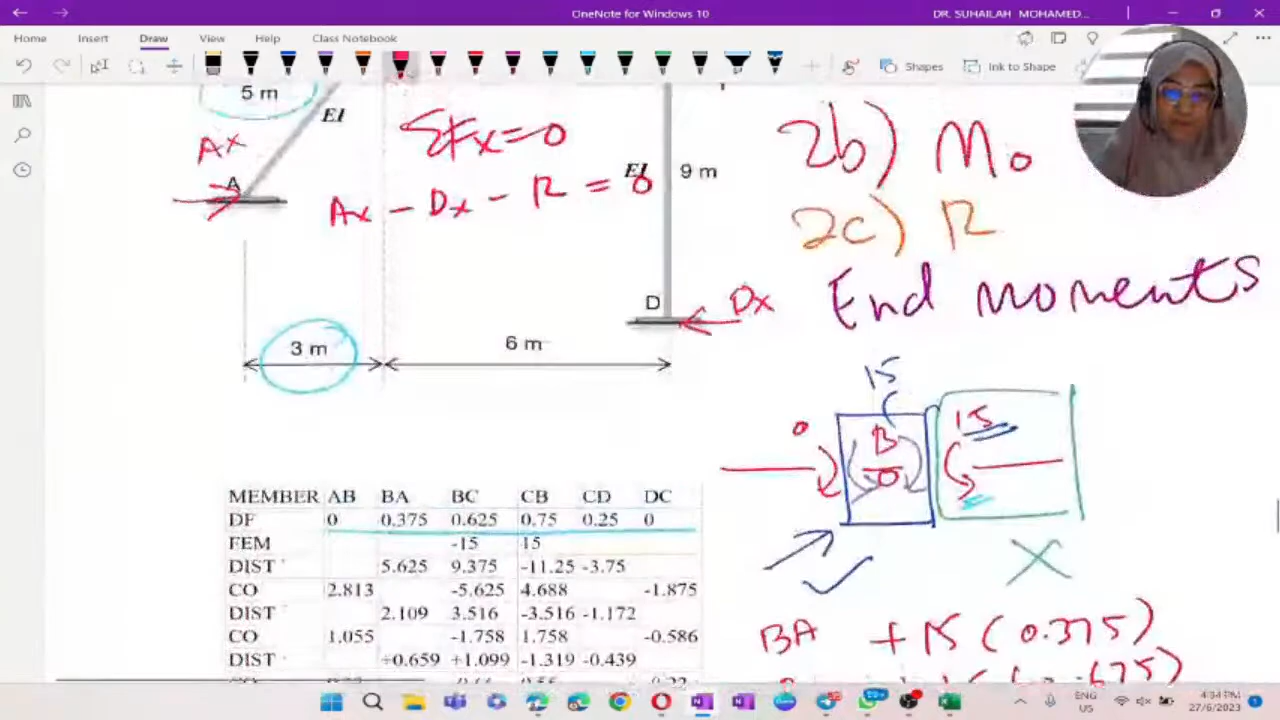 OneNote for Windows 10
DR. SUHAILAH MOHAMED...
Home Insert Draw View Help Class Notebook
Shapes Ink to Shape
5 m
EI
Ax
A
ΣFx=0
Ax - Dx - R = 0
EI
9 m
D
Dx
3 m
6 m
2b) Mo
2c) R
End moments
15
0
B
15
MEMBER AB BA BC CB CD DC
DF 0 0.375 0.625 0.75 0.25 0
FEM -15 15
DIST 5.625 9.375 -11.25 -3.75
CO 2.813 -5.625 4.688 -1.875
DIST 2.109 3.516 -3.516 -1.172
CO 1.055 -1.758 1.758 -0.586
DIST +0.659 +1.099 -1.319 -0.439
BA +15 (0.375)
ENG
US
4:34 PM
27/6/2023